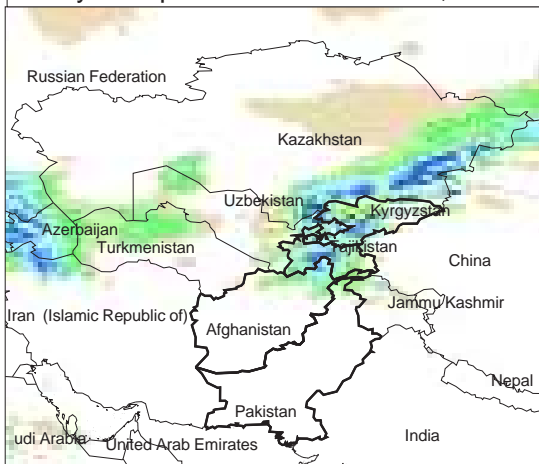 Russian Federation
Kazakhstan
Uzbekistan
Kyrgyzstan
Azerbaijan
Turkmenistan
Tajikistan
China
Iran (Islamic Republic of)
Jammu Kashmir
Afghanistan
Nepal
Pakistan
udi Arabia
United Arab Emirates
India